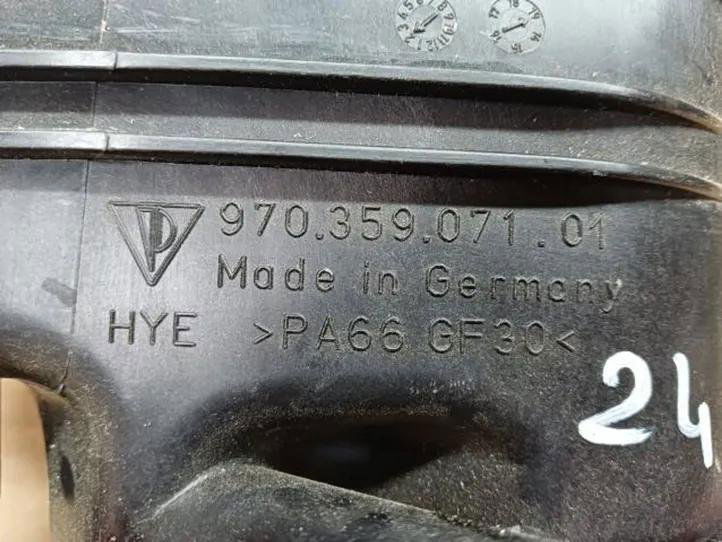 970.359.071.01
Made in Germany
HYE >PA66 GF30<
24